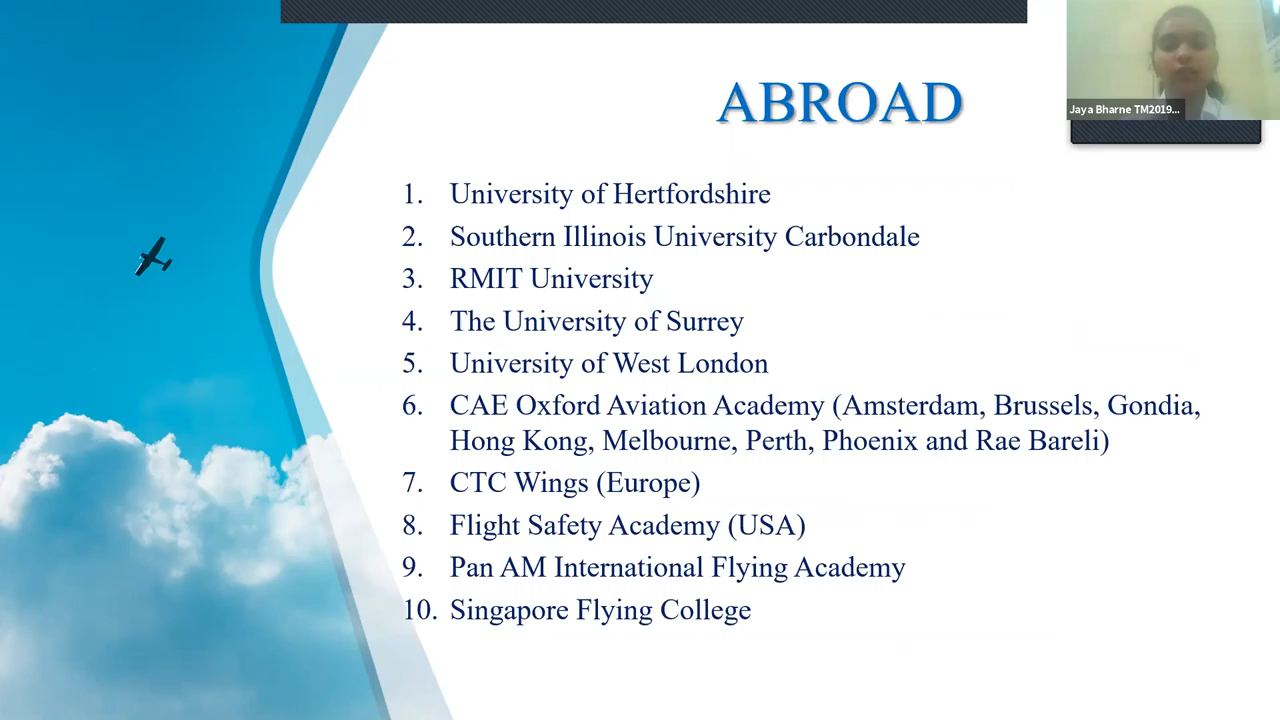 ABROAD
Jaya Bharne TM2019...
1. University of Hertfordshire
2. Southern Illinois University Carbondale
3. RMIT University
4. The University of Surrey
5. University of West London
6. CAE Oxford Aviation Academy (Amsterdam, Brussels, Gondia,
Hong Kong, Melbourne, Perth, Phoenix and Rae Bareli)
7. CTC Wings (Europe)
8. Flight Safety Academy (USA)
9. Pan AM International Flying Academy
10. Singapore Flying College